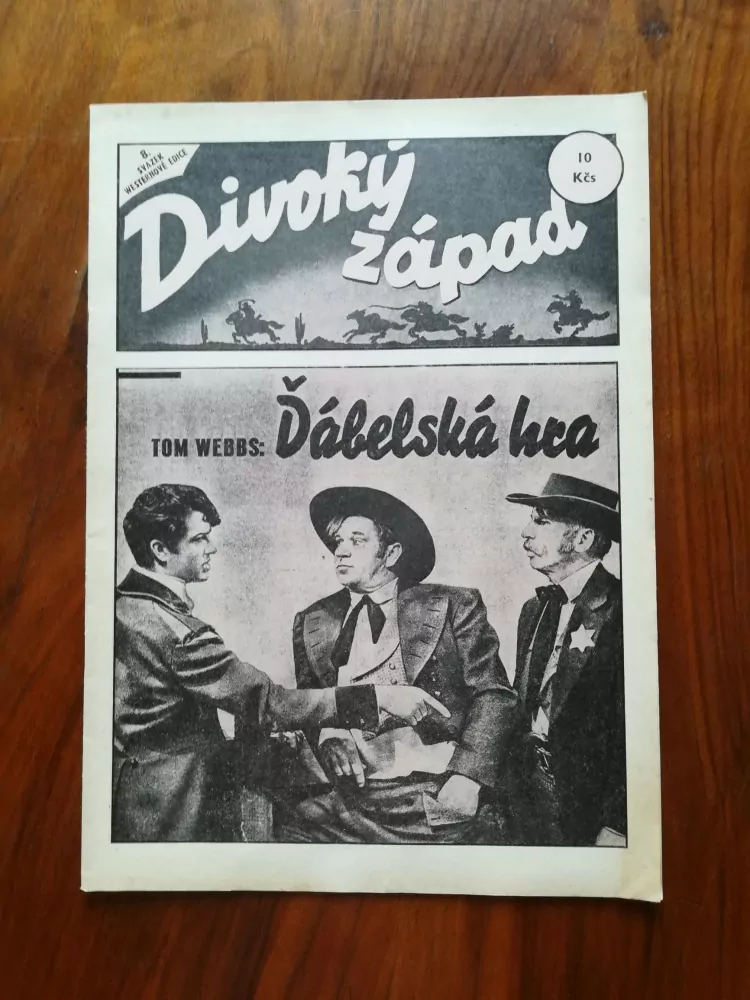 8.
SVAZEK
WESTERNOVÉ EDICE
10
Kčs
Divoký
západ
TOM WEBBS: Ďábelská hra